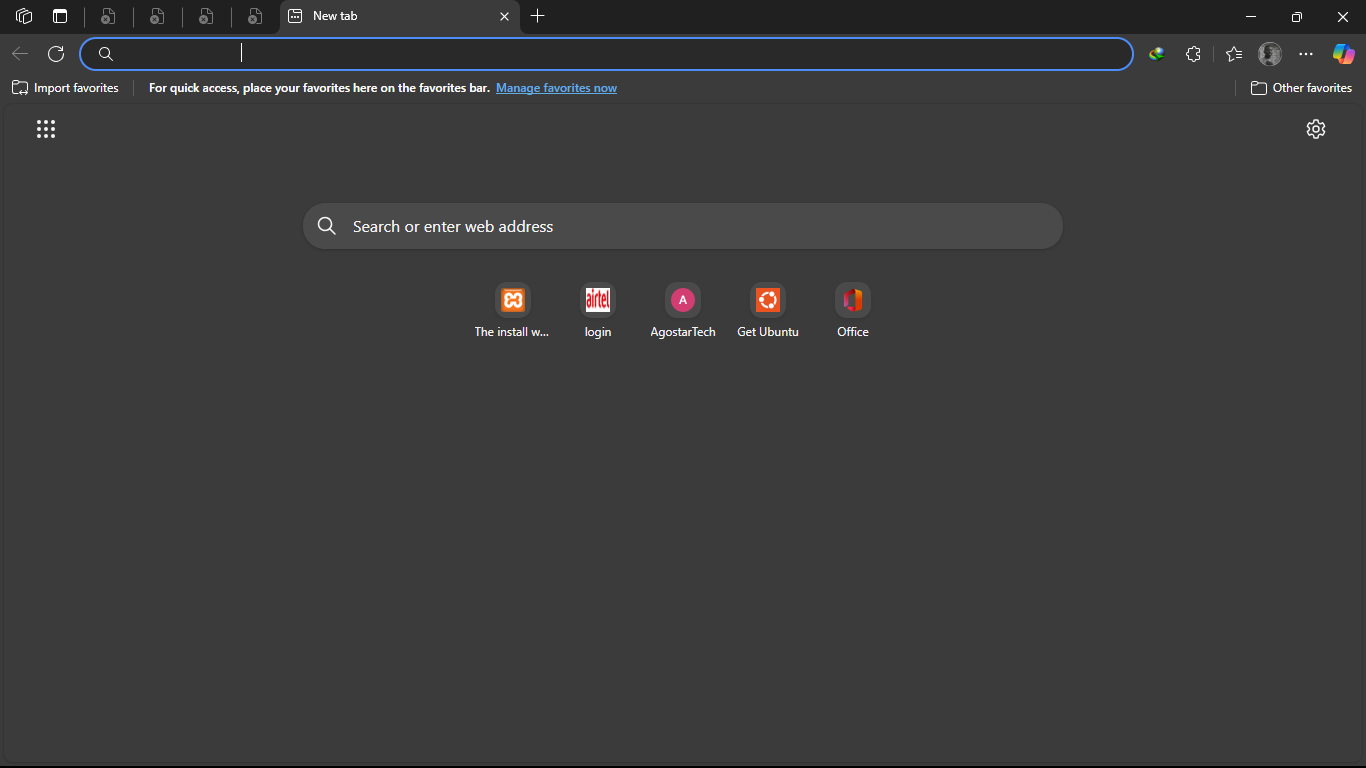 New tab
Import favorites
For quick access, place your favorites here on the favorites bar. Manage favorites now
Other favorites
Search or enter web address
airtel
A
The install w...
login
AgostarTech
Get Ubuntu
Office